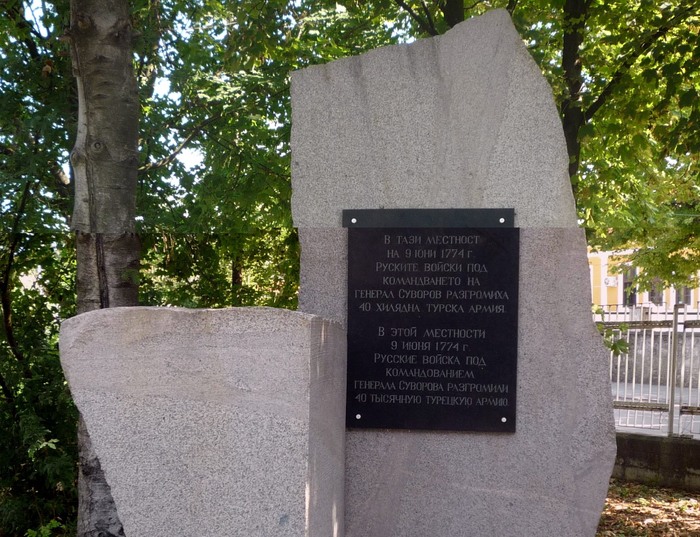 В ТАЗИ МЕСТНОСТ
НА 9 ЮНИ 1774 Г.
РУСКИТЕ ВОЙСКИ ПОД
КОМАНДВАНЕТО НА
ГЕНЕРАЛ СУВОРОВ РАЗГРОМИХА
40 ХИЛЯДНА ТУРСКА АРМИЯ.
В ЭТОЙ МЕСТНОСТИ
9 ИЮНЯ 1774 Г
РУССКИЕ ВОЙСКА ПОД
КОМАНДОВАНИЕМ
ГЕНЕРАЛА СУВОРОВА РАЗГРОМИЛИ
40 ТЫСЯЧНУЮ ТУРЕЦКУЮ АРМИЮ